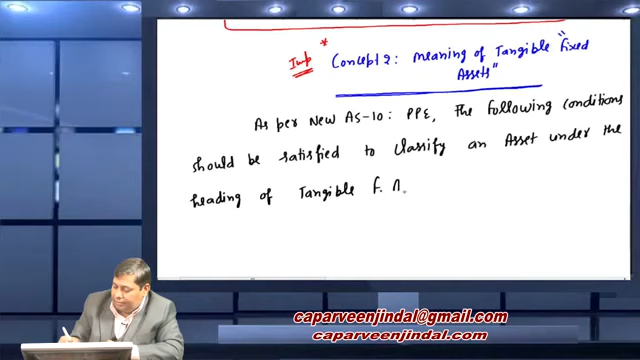 Imp * Concept 2: Meaning of Tangible "Fixed
Assets"
As per New AS-10: PPE, the following conditions
should be satisfied to classify an Asset under the
heading of Tangible F. A
caparveenjindal@gmail.com
caparveenjindal.com